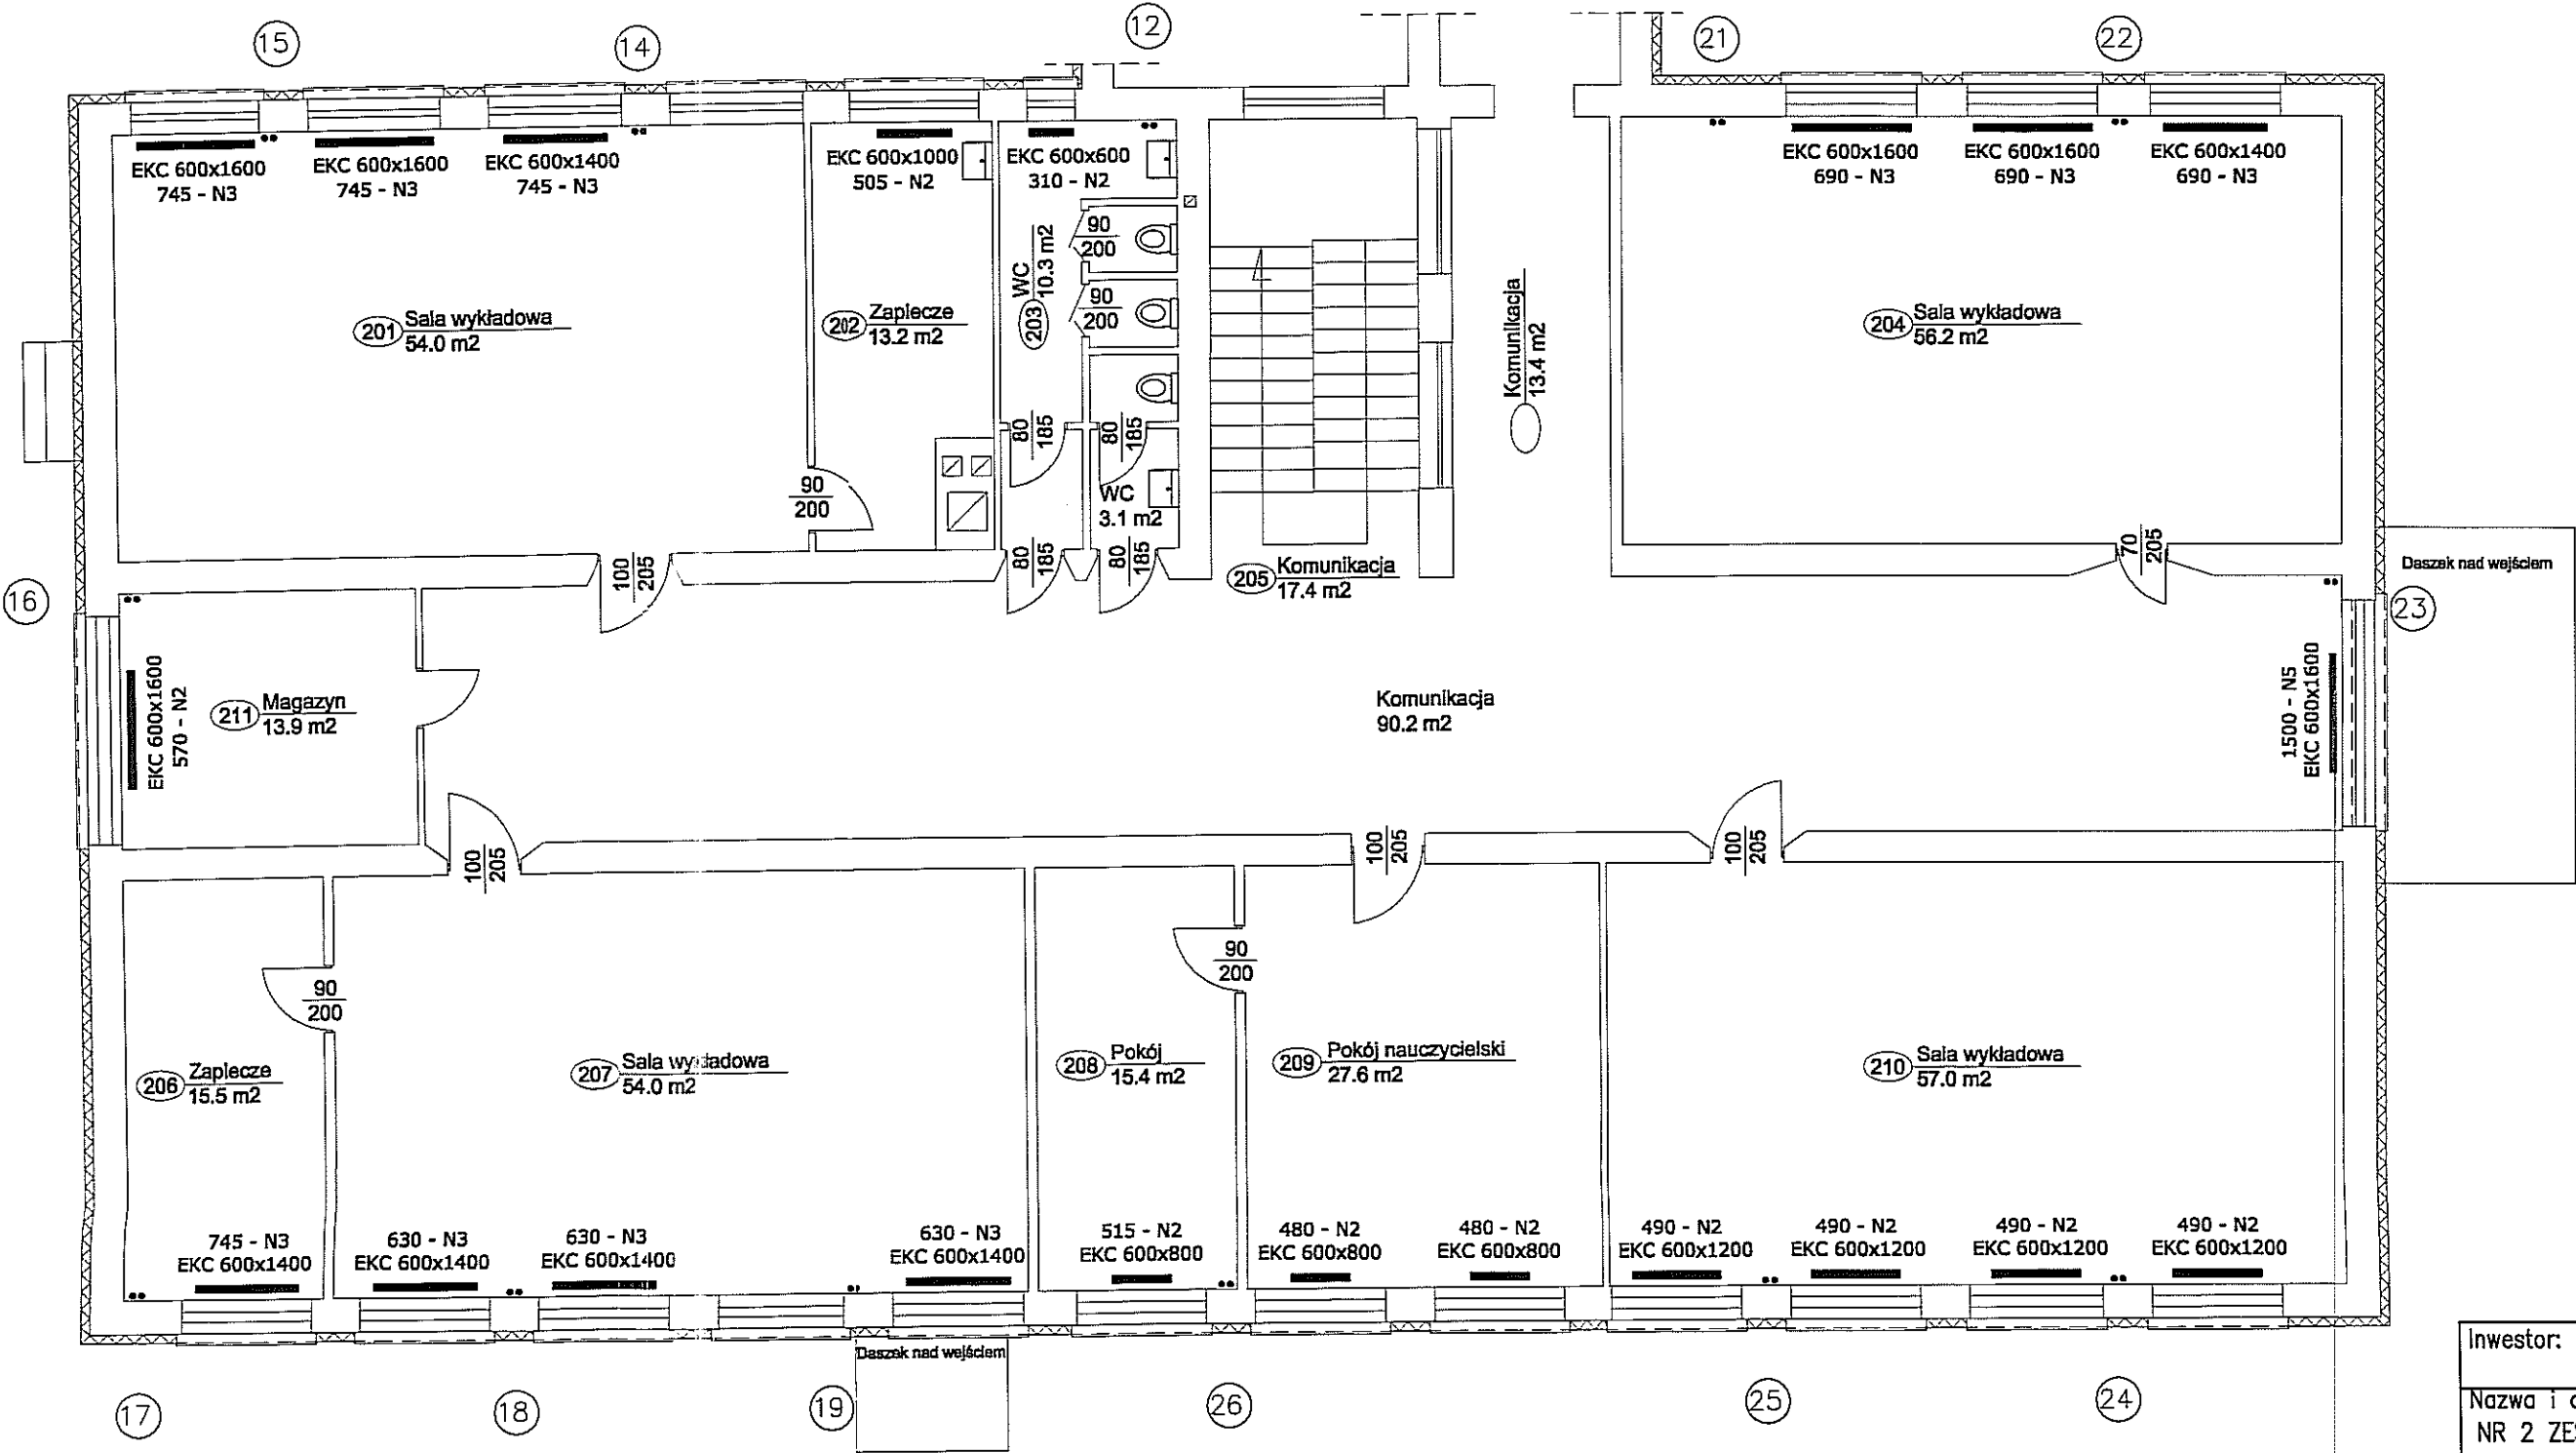 15
14
12
21
22
EKC 600x1600
745 - N3
EKC 600x1600
745 - N3
EKC 600x1400
745 - N3
EKC 600x1000
505 - N2
EKC 600x600
310 - N2
EKC 600x1600
690 - N3
EKC 600x1600
690 - N3
EKC 600x1400
690 - N3
201 Sala wykładowa
54.0 m2
202 Zaplecze
13.2 m2
203 WC
10.3 m2
90
200
90
200
Komunikacja
13.4 m2
204 Sala wykładowa
56.2 m2
80
185
80
185
90
200
WC
3.1 m2
100
205
80
185
80
185
205 Komunikacja
17.4 m2
70
205
Daszek nad wejściem
16
23
EKC 600x1600
570 - N2
211 Magazyn
13.9 m2
Komunikacja
90.2 m2
1500 - N5
EKC 600x1600
100
205
100
205
100
205
90
200
90
200
206 Zaplecze
15.5 m2
207 Sala wykładowa
54.0 m2
208 Pokój
15.4 m2
209 Pokój nauczycielski
27.6 m2
210 Sala wykładowa
57.0 m2
745 - N3
EKC 600x1400
630 - N3
EKC 600x1400
630 - N3
EKC 600x1400
630 - N3
EKC 600x1400
515 - N2
EKC 600x800
480 - N2
EKC 600x800
480 - N2
EKC 600x800
490 - N2
EKC 600x1200
490 - N2
EKC 600x1200
490 - N2
EKC 600x1200
490 - N2
EKC 600x1200
Daszek nad wejściem
17
18
19
26
25
24
Inwestor:
Nazwa i
NR 2